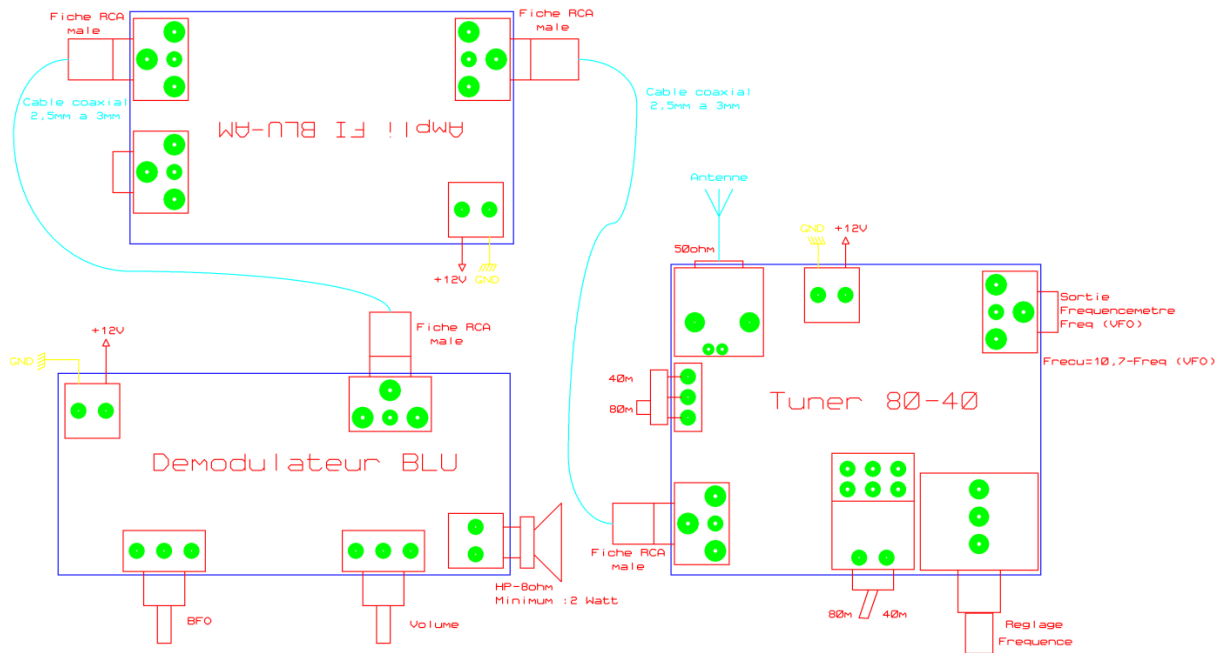 Fiche RCA
male
Fiche RCA
male
Cable coaxial
2,5mm a 3mm
Cable coaxial
2,5mm a 3mm
Ampli FI BLU-AM
+12V
GND
Antenne
50ohm
GND
+12V
Sortie
Frequencemetre
Freq (VFO)
Frecu=10,7-Freq (VFO)
40m
80m
Tuner 80-40
Fiche RCA
male
80m
40m
Reglage
Frequence
+12V
GND
Fiche RCA
male
Demodulateur BLU
BFO
Volume
HP-8ohm
Minimum :2 Watt